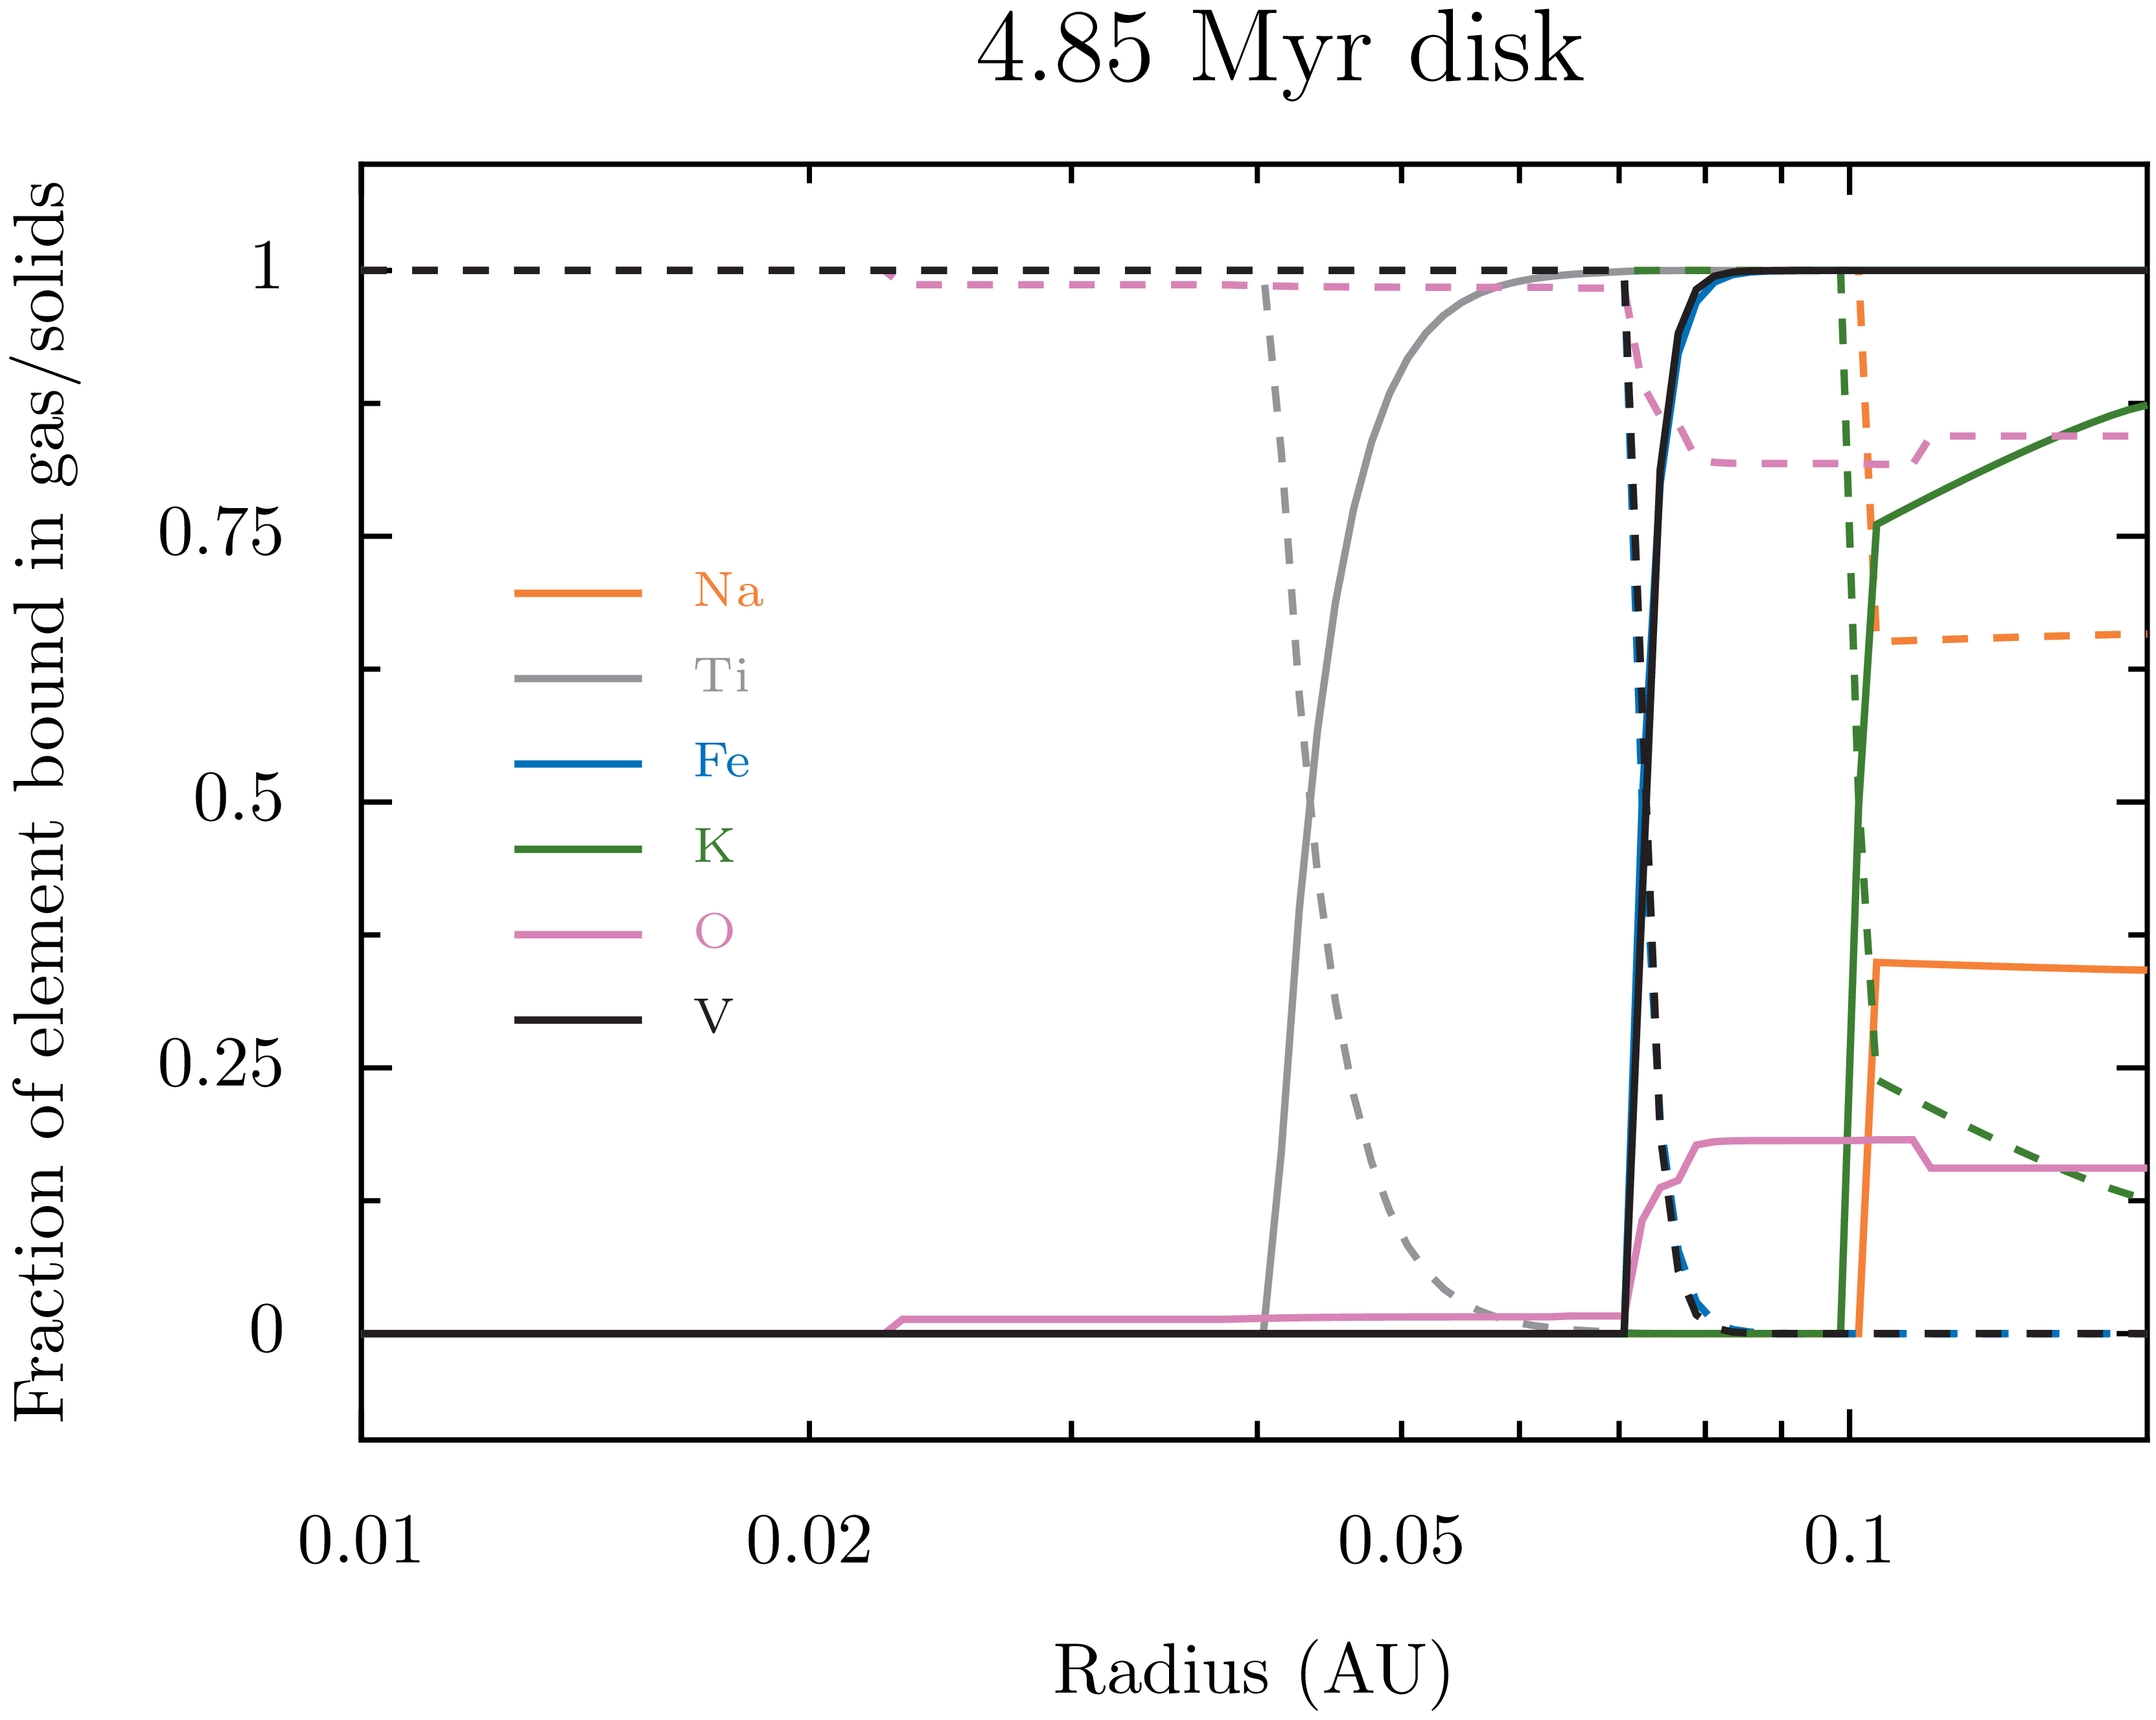 4.85 Myr disk
Fraction of element bound in gas/solids
1
0.75
0.5
0.25
0
Na
Ti
Fe
K
O
V
0.01 0.02 0.05 0.1
Radius (AU)